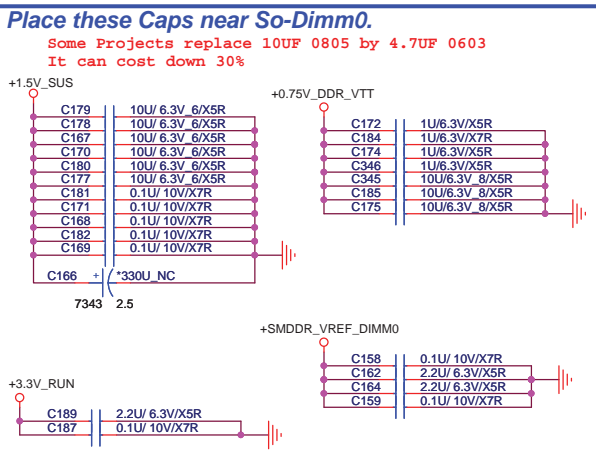 Place these Caps near So-Dimm0.
Some Projects replace 10UF 0805 by 4.7UF 0603
It can cost down 30%
+1.5V_SUS
C179 10U/ 6.3V_6/X5R
C178 10U/ 6.3V_6/X5R
C167 10U/ 6.3V_6/X5R
C170 10U/ 6.3V_6/X5R
C180 10U/ 6.3V_6/X5R
C177 10U/ 6.3V_6/X5R
C181 0.1U/ 10V/X7R
C171 0.1U/ 10V/X7R
C168 0.1U/ 10V/X7R
C182 0.1U/ 10V/X7R
C169 0.1U/ 10V/X7R
C166 + *330U_NC
7343 2.5
+0.75V_DDR_VTT
C172 1U/6.3V/X5R
C184 1U/6.3V/X7R
C174 1U/6.3V/X5R
C346 1U/6.3V/X5R
C345 10U/6.3V_8/X5R
C185 10U/6.3V_8/X5R
C175 10U/6.3V_8/X5R
+3.3V_RUN
C189 2.2U/ 6.3V/X5R
C187 0.1U/ 10V/X7R
+SMDDR_VREF_DIMM0
C158 0.1U/ 10V/X7R
C162 2.2U/ 6.3V/X5R
C164 2.2U/ 6.3V/X5R
C159 0.1U/ 10V/X7R